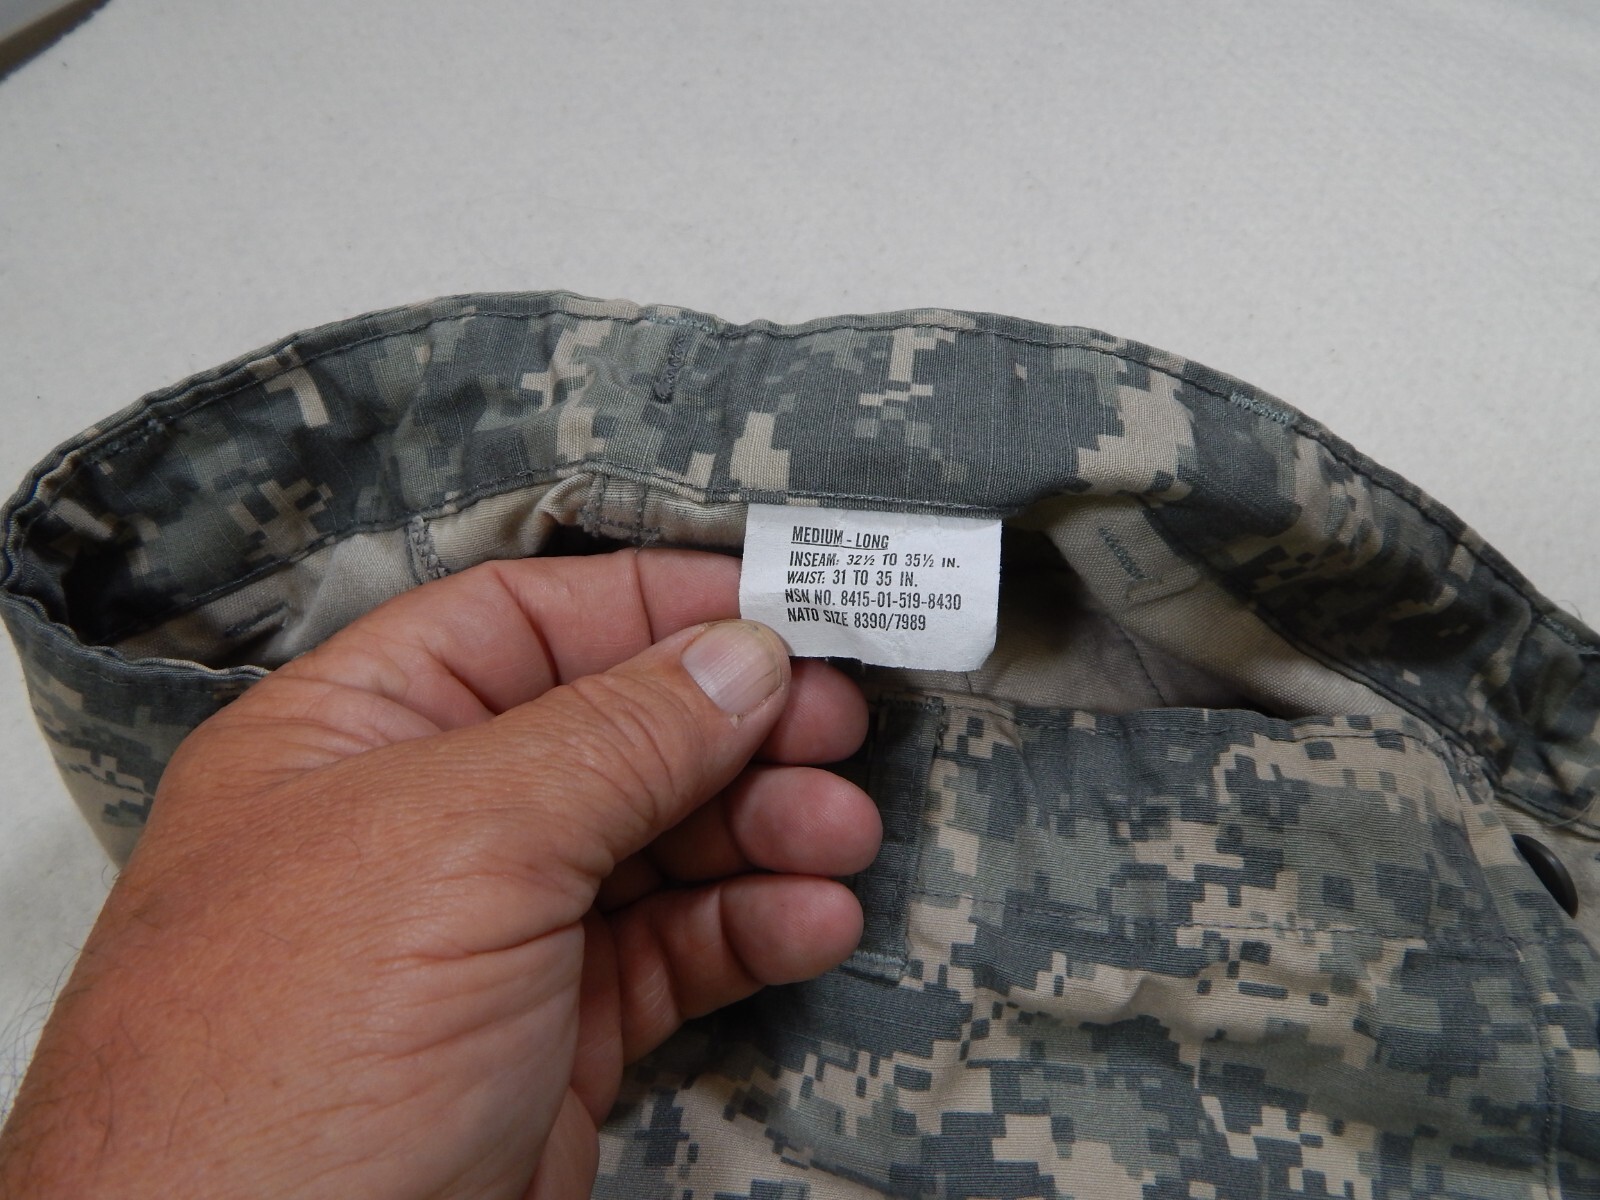 MEDIUM - LONG
INSEAM: 32½ TO 35½ IN.
WAIST: 31 TO 35 IN.
NSN NO. 8415-01-519-8430
NATO SIZE 8390/7989